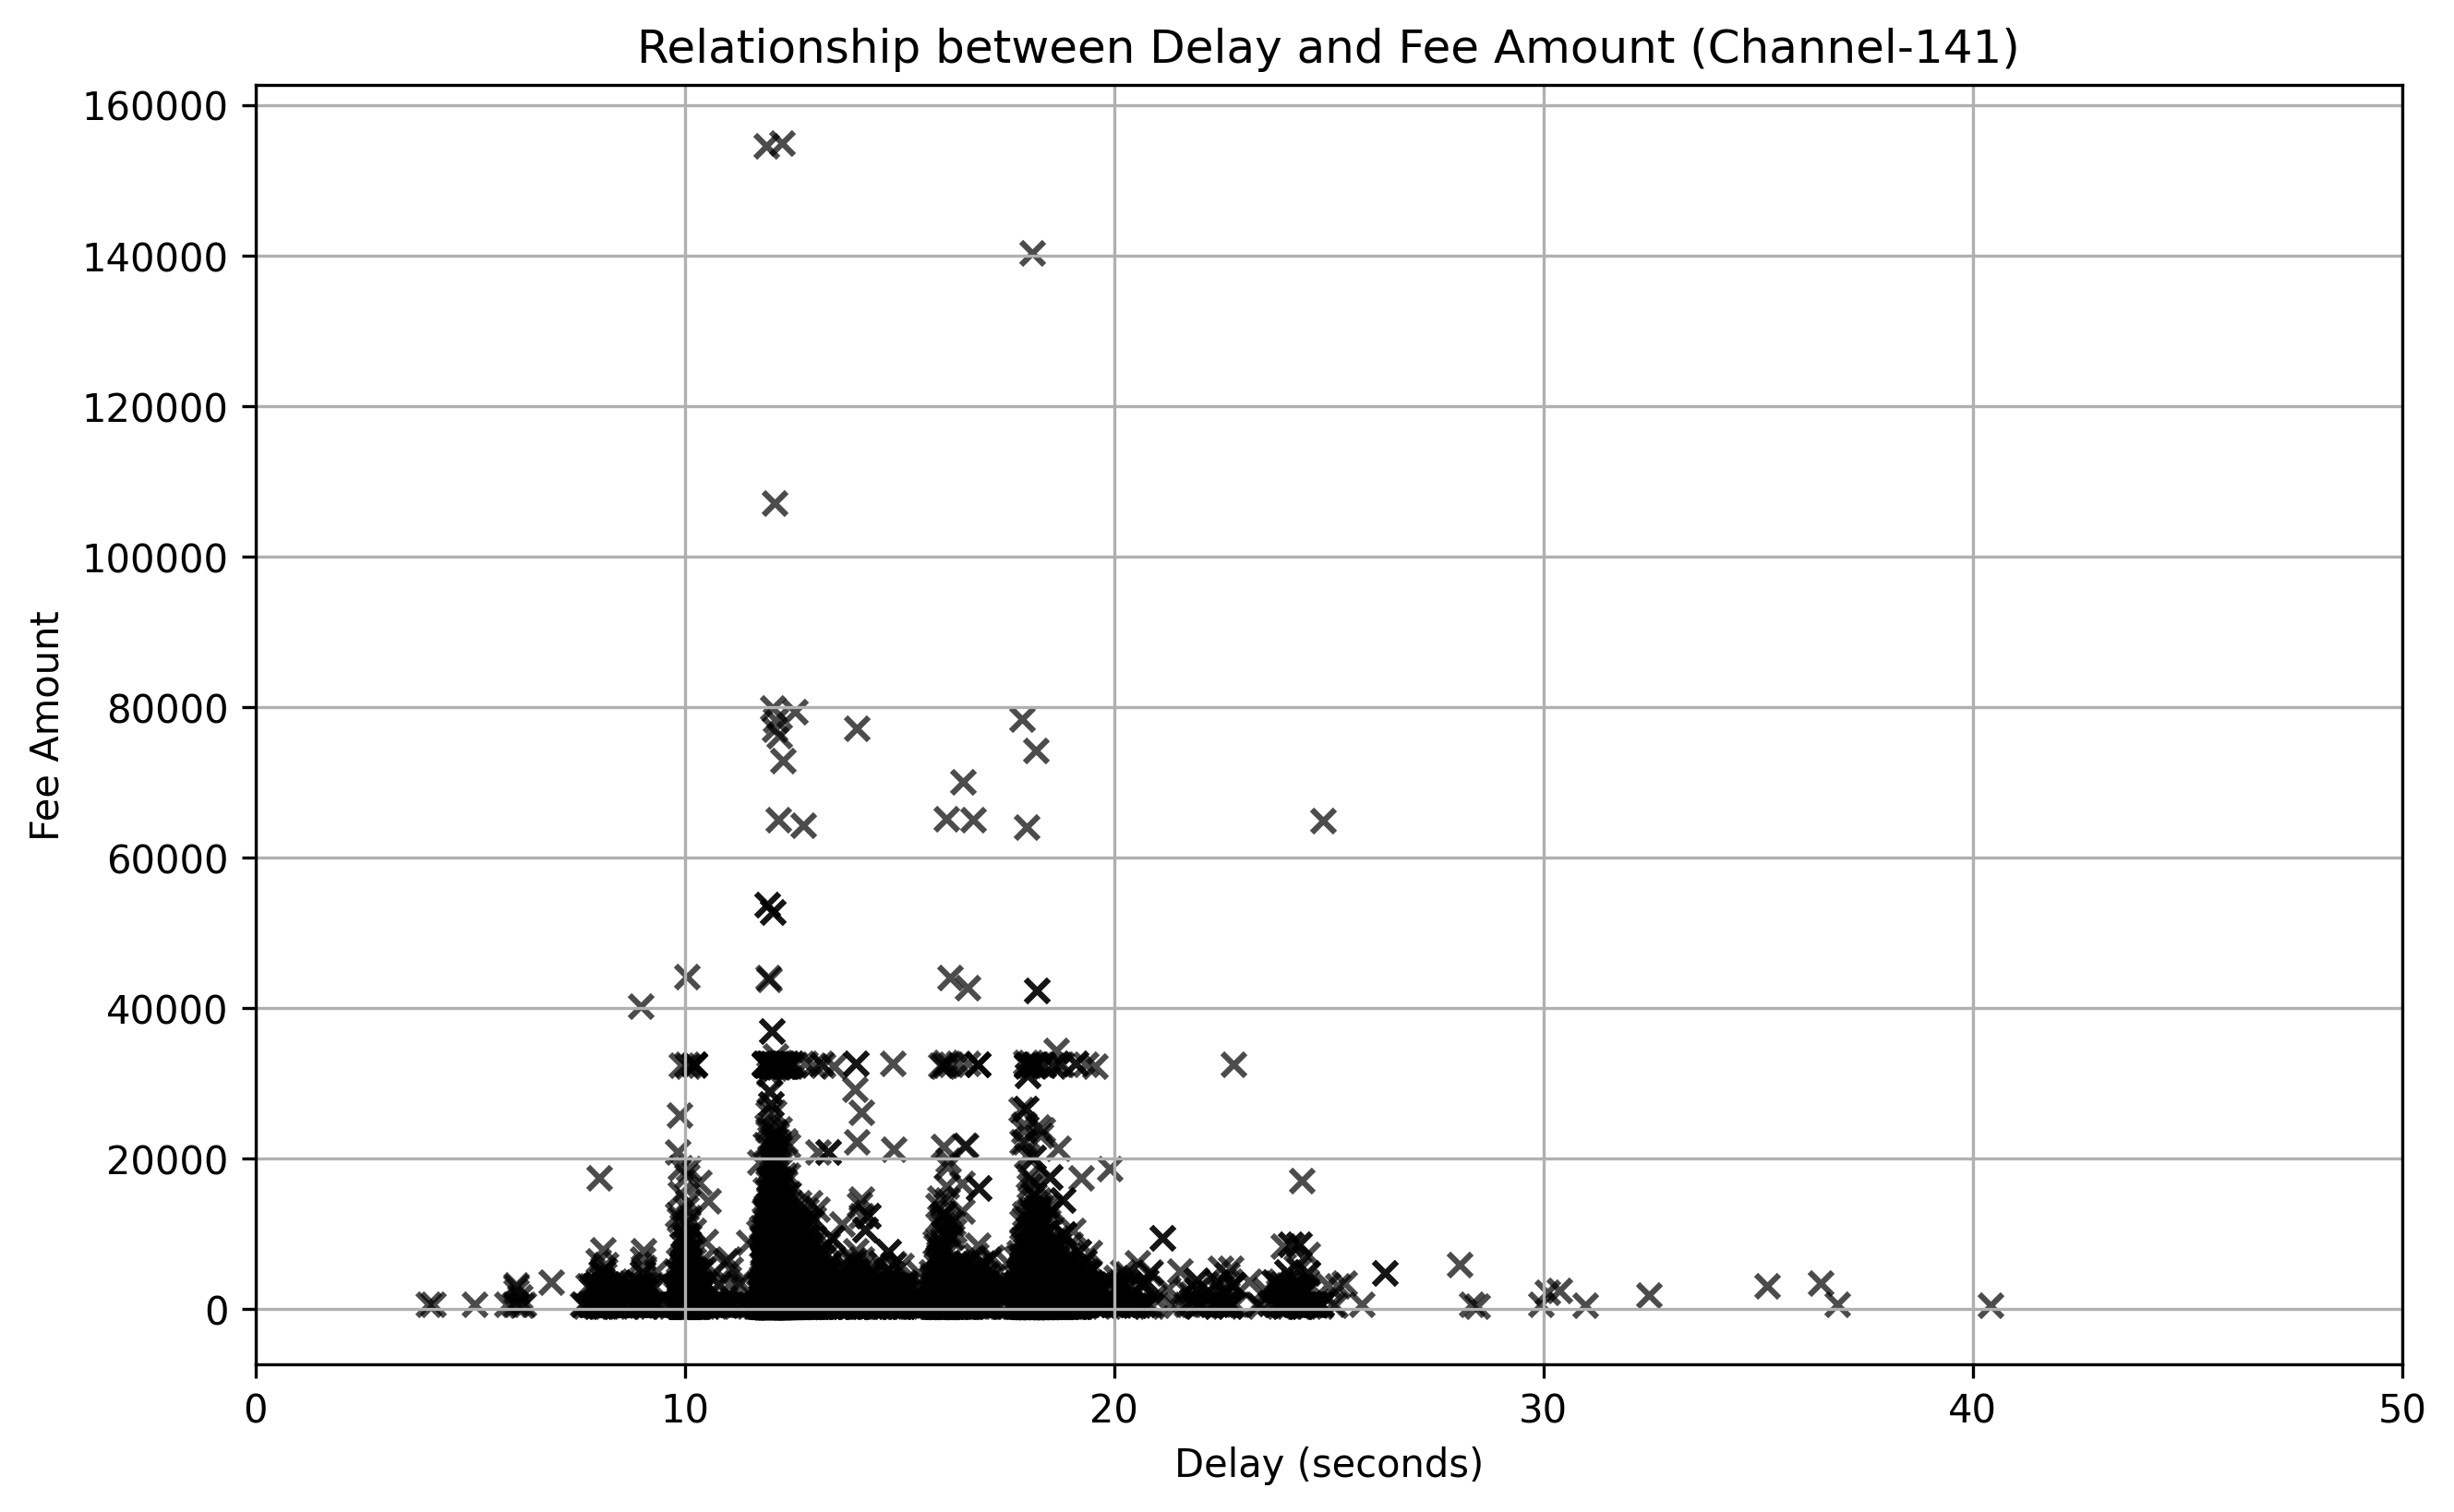 Relationship between Delay and Fee Amount (Channel-141)
160000
140000
120000
100000
80000
60000
40000
20000
0
Fee Amount
0 10 20 30 40 50
Delay (seconds)